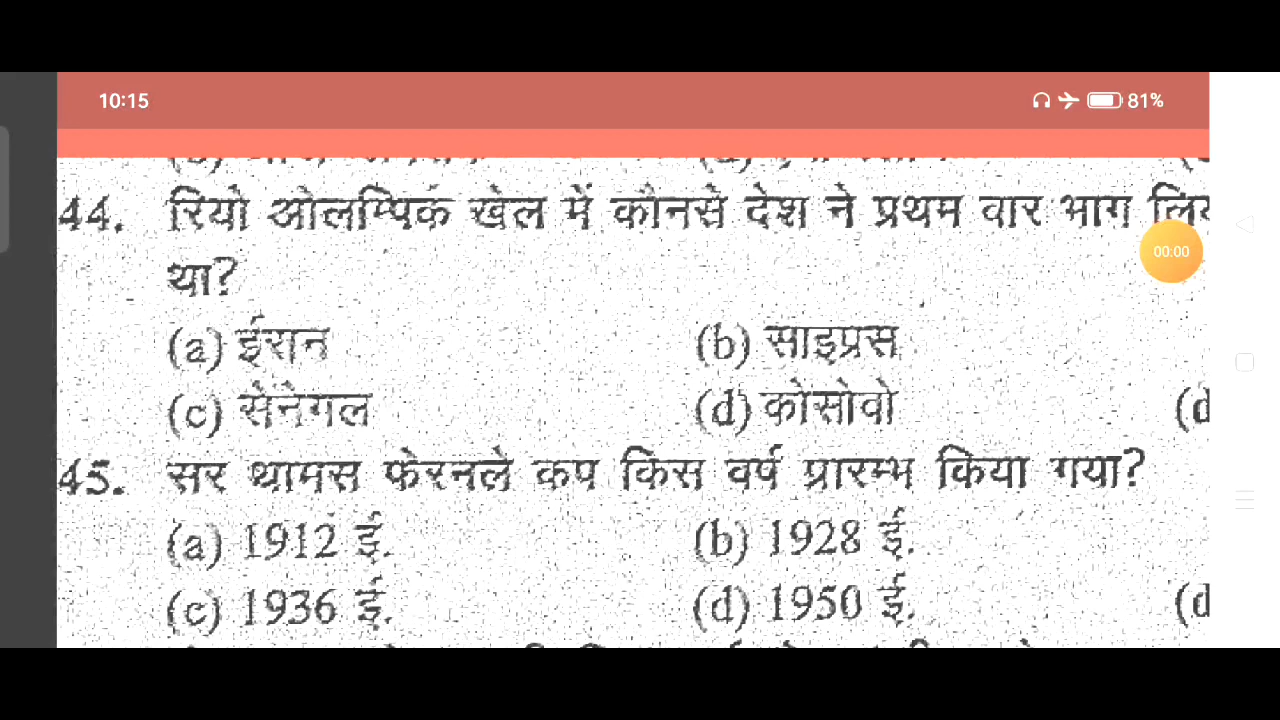 10:15
81%
44. रियो ओलम्पिक खेल में कौनसे देश ने प्रथम वार भाग
00:00
था?
(a) ईरान (b) साइप्रस
(c) सेनेगल (d) कोसोवो (d
45. सर थामस फेरनले कप किस वर्ष प्रारम्भ किया गया?
(a) 1912 ई. (b) 1928 ई.
(c) 1936 ई. (d) 1950 ई. (d